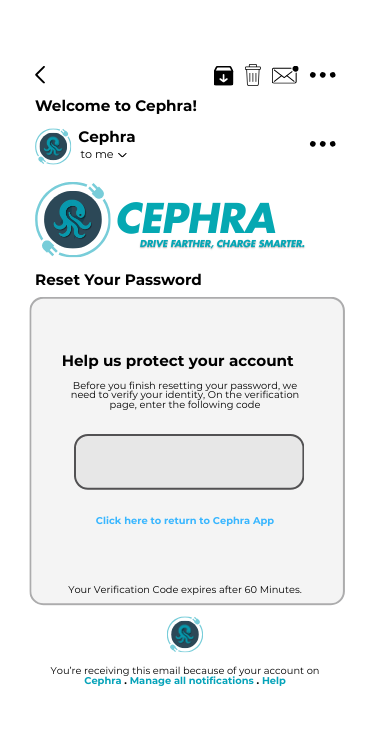 Welcome to Cephra!
Cephra
to me
CEPHRA
DRIVE FARTHER, CHARGE SMARTER.
Reset Your Password
Help us protect your account
Before you finish resetting your password, we
need to verify your identity, On the verification
page, enter the following code
Click here to return to Cephra App
Your Verification Code expires after 60 Minutes.
You're receiving this email because of your account on
Cephra . Manage all notifications . Help